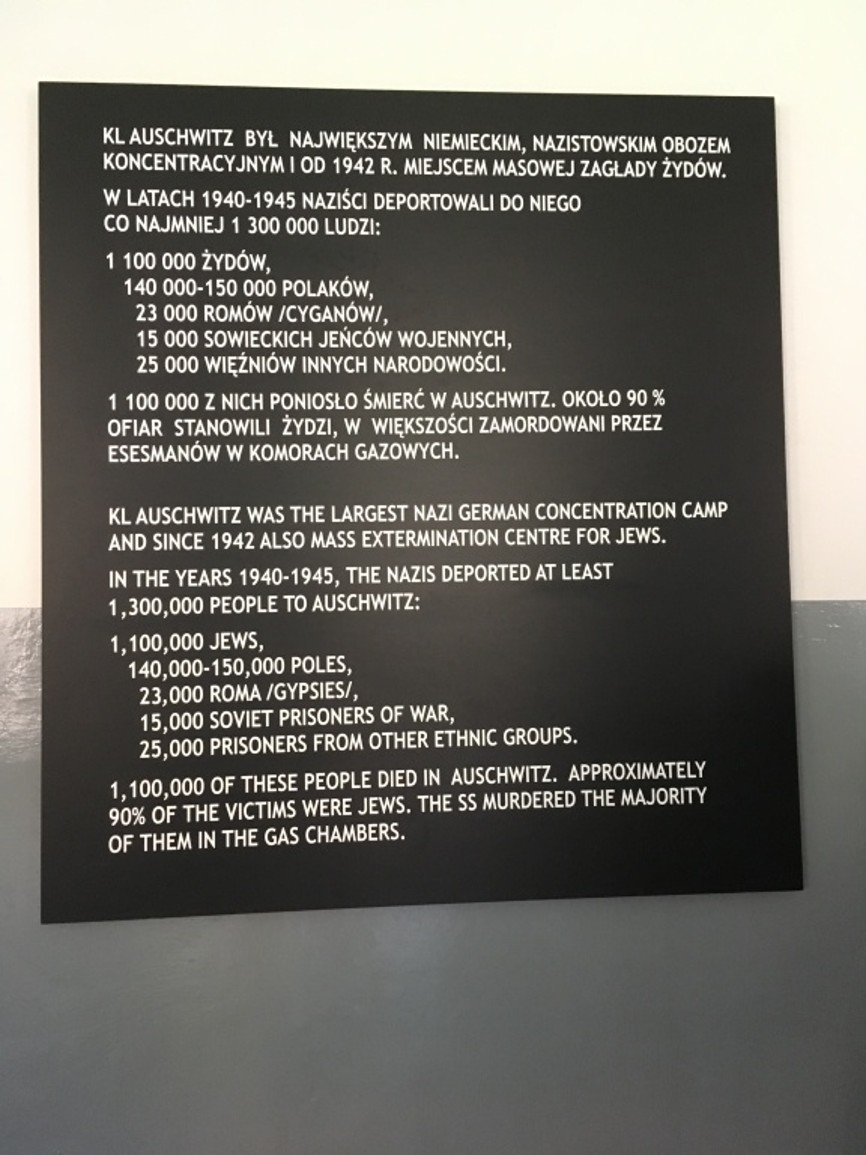 KL AUSCHWITZ BYŁ NAJWIĘKSZYM NIEMIECKIM, NAZISTOWSKIM OBOZEM
KONCENTRACYJNYM I OD 1942 R. MIEJSCEM MASOWEJ ZAGŁADY ŻYDÓW.
W LATACH 1940-1945 NAZIŚCI DEPORTOWALI DO NIEGO
CO NAJMNIEJ 1 300 000 LUDZI:
1 100 000 ŻYDÓW,
140 000-150 000 POLAKÓW,
23 000 ROMÓW /CYGANÓW/,
15 000 SOWIECKICH JEŃCÓW WOJENNYCH,
25 000 WIĘŹNIÓW INNYCH NARODOWOŚCI.
1 100 000 Z NICH PONIOSŁO ŚMIERĆ W AUSCHWITZ. OKOŁO 90 %
OFIAR STANOWILI ŻYDZI, W WIĘKSZOŚCI ZAMORDOWANI PRZEZ
ESESMANÓW W KOMORACH GAZOWYCH.
KL AUSCHWITZ WAS THE LARGEST NAZI GERMAN CONCENTRATION CAMP
AND SINCE 1942 ALSO MASS EXTERMINATION CENTRE FOR JEWS.
IN THE YEARS 1940-1945, THE NAZIS DEPORTED AT LEAST
1,300,000 PEOPLE TO AUSCHWITZ:
1,100,000 JEWS,
140,000-150,000 POLES,
23,000 ROMA /GYPSIES/,
15,000 SOVIET PRISONERS OF WAR,
25,000 PRISONERS FROM OTHER ETHNIC GROUPS.
1,100,000 OF THESE PEOPLE DIED IN AUSCHWITZ. APPROXIMATELY
90% OF THE VICTIMS WERE JEWS. THE SS MURDERED THE MAJORITY
OF THEM IN THE GAS CHAMBERS.